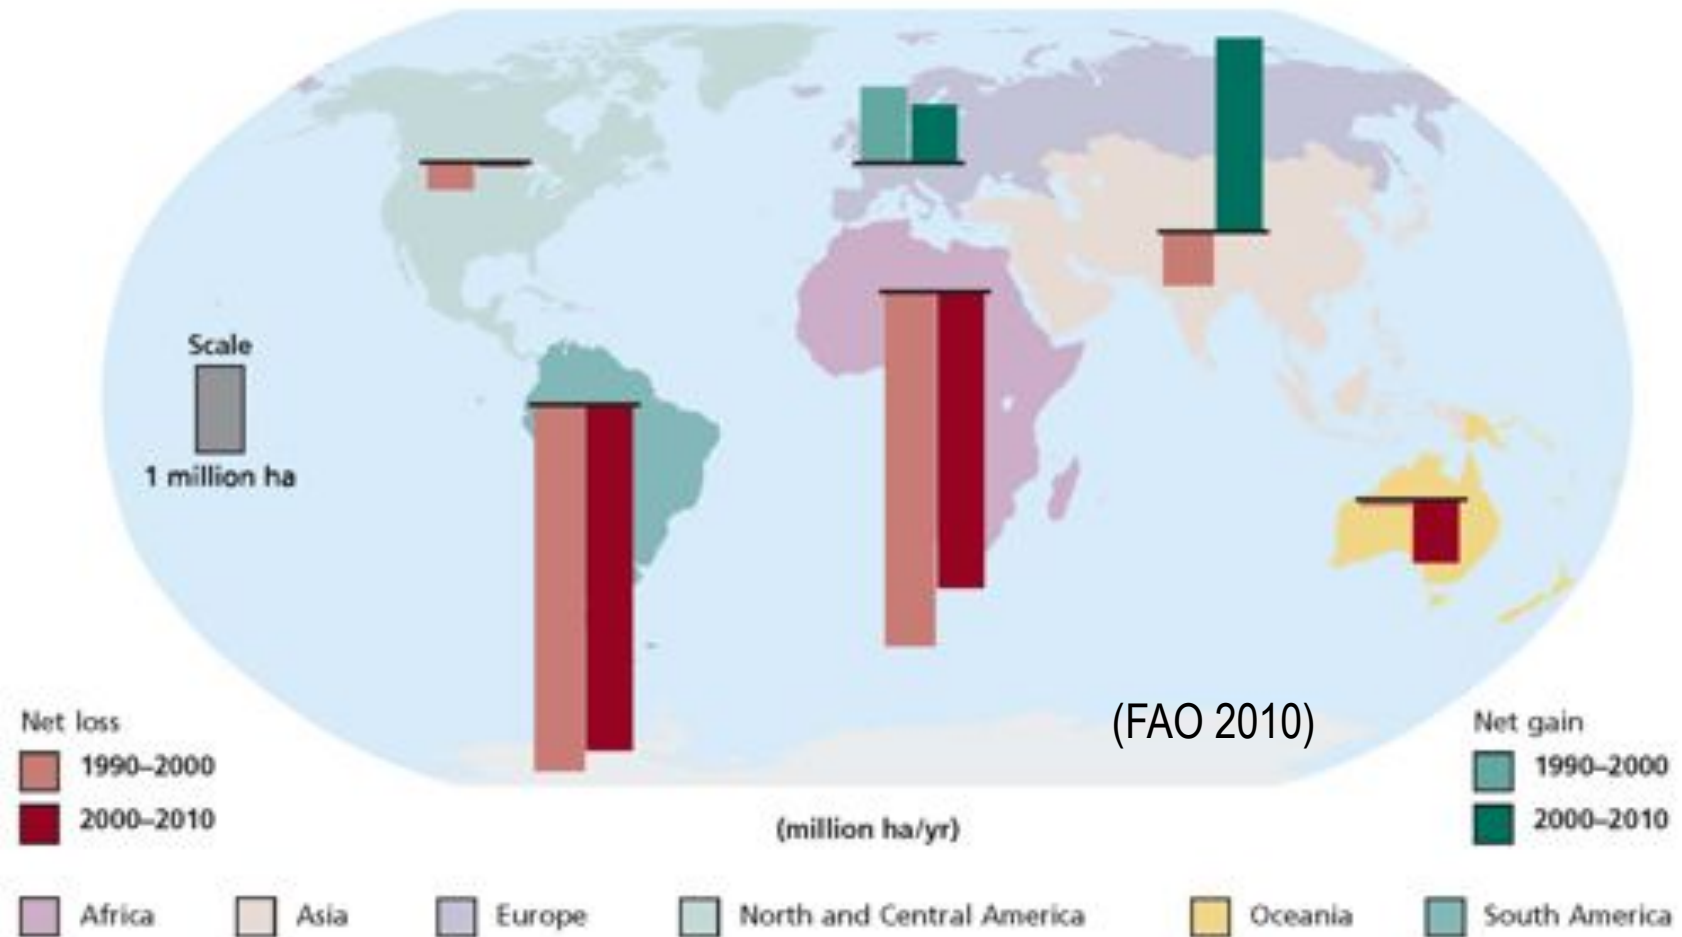 Scale
1 million ha
(FAO 2010)
Net loss
1990–2000
2000–2010
Net gain
1990–2000
2000–2010
(million ha/yr)
Africa
Asia
Europe
North and Central America
Oceania
South America